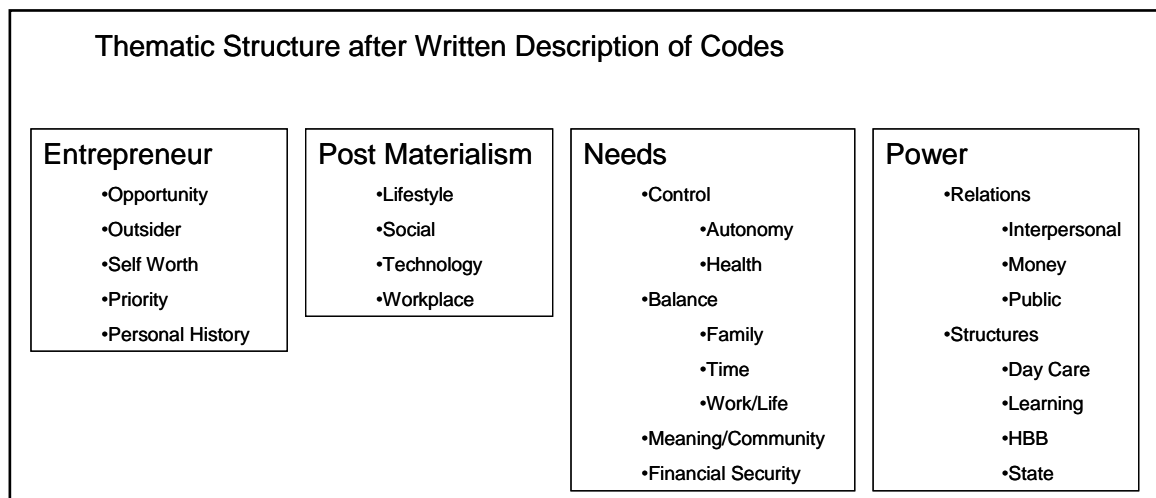 Thematic Structure after Written Description of Codes
Entrepreneur
•Opportunity
•Outsider
•Self Worth
•Priority
•Personal History
Post Materialism
•Lifestyle
•Social
•Technology
•Workplace
Needs
•Control
•Autonomy
•Health
•Balance
•Family
•Time
•Work/Life
•Meaning/Community
•Financial Security
Power
•Relations
•Interpersonal
•Money
•Public
•Structures
•Day Care
•Learning
•HBB
•State